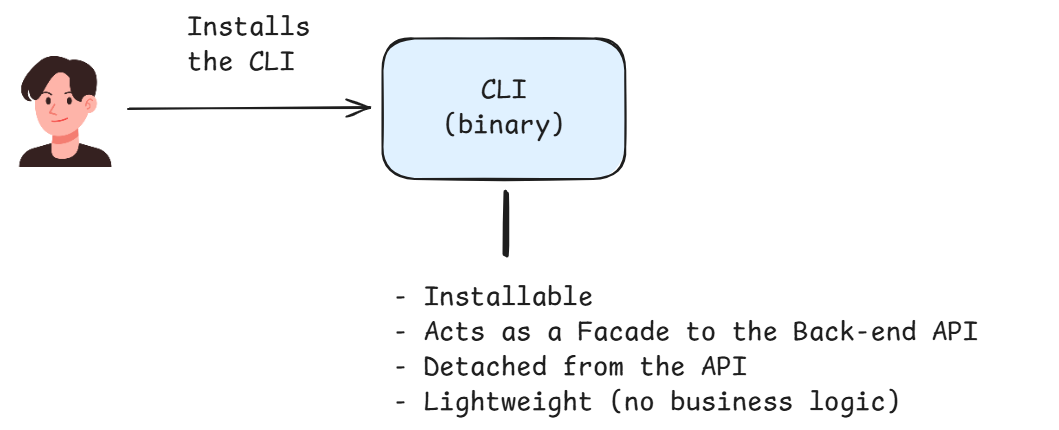 Installs
the CLI
CLI
(binary)
- Installable
- Acts as a Facade to the Back-end API
- Detached from the API
- Lightweight (no business logic)